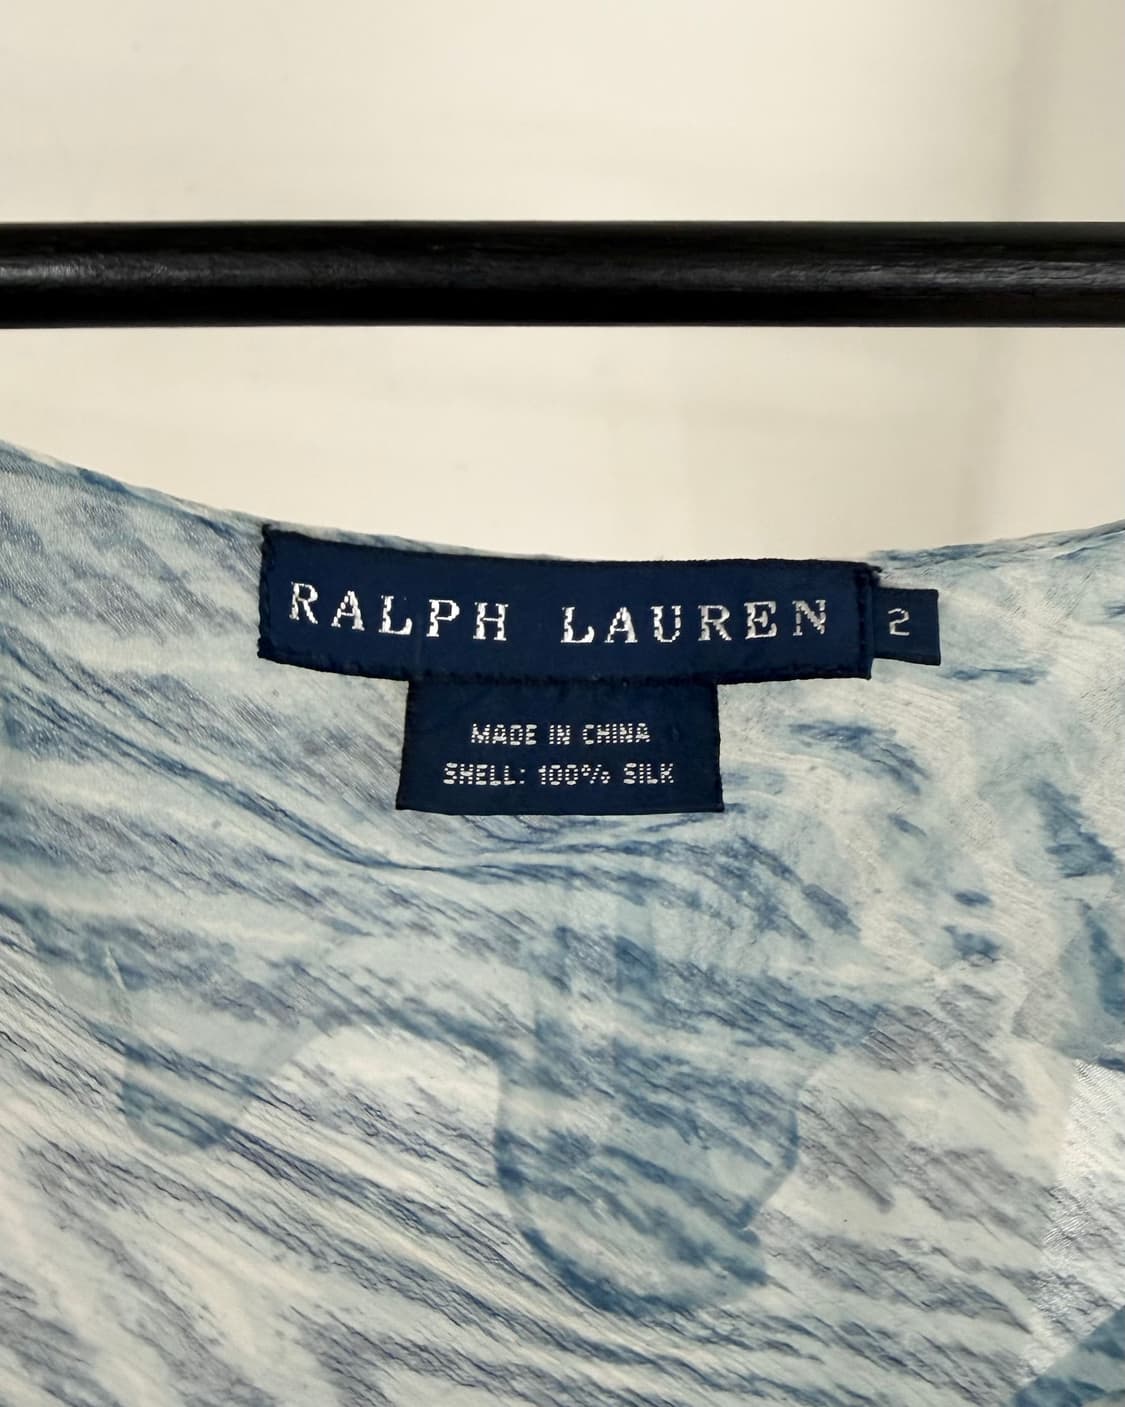 RALPH LAUREN
2
MADE IN CHINA
SHELL: 100% SILK